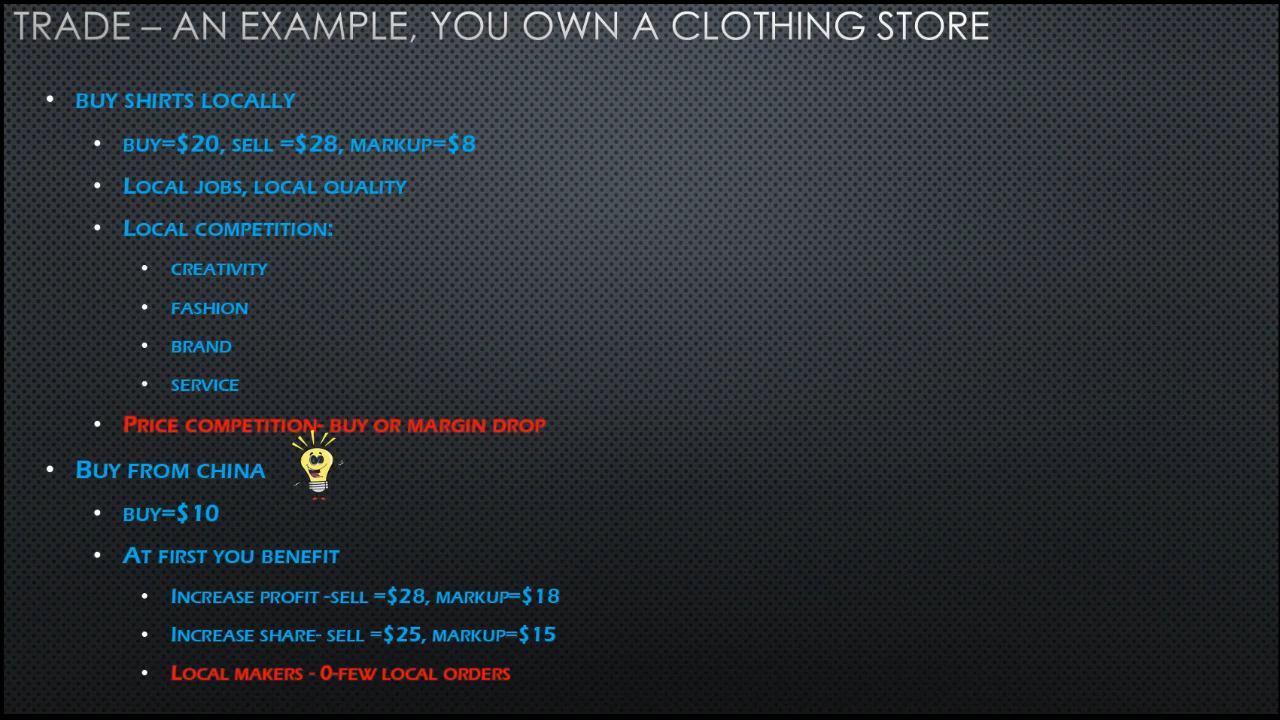 TRADE – AN EXAMPLE, YOU OWN A CLOTHING STORE
• BUY SHIRTS LOCALLY
• BUY=$20, SELL =$28, MARKUP=$8
• LOCAL JOBS, LOCAL QUALITY
• LOCAL COMPETITION:
• CREATIVITY
• FASHION
• BRAND
• SERVICE
• PRICE COMPETITION- BUY OR MARGIN DROP
• BUY FROM CHINA
• BUY=$10
• AT FIRST YOU BENEFIT
• INCREASE PROFIT -SELL =$28, MARKUP=$18
• INCREASE SHARE- SELL =$25, MARKUP=$15
• LOCAL MAKERS - 0-FEW LOCAL ORDERS